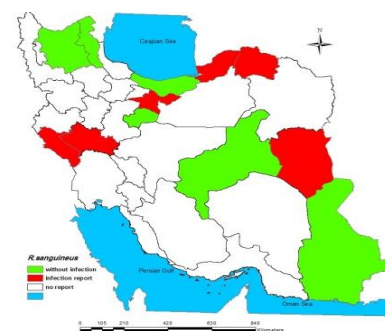 N
Caspian Sea
R.sanguineus
without infection
infection report
no report
Persian Gulf
Oman Sea
0 105 210 420 630 840
Kilometers